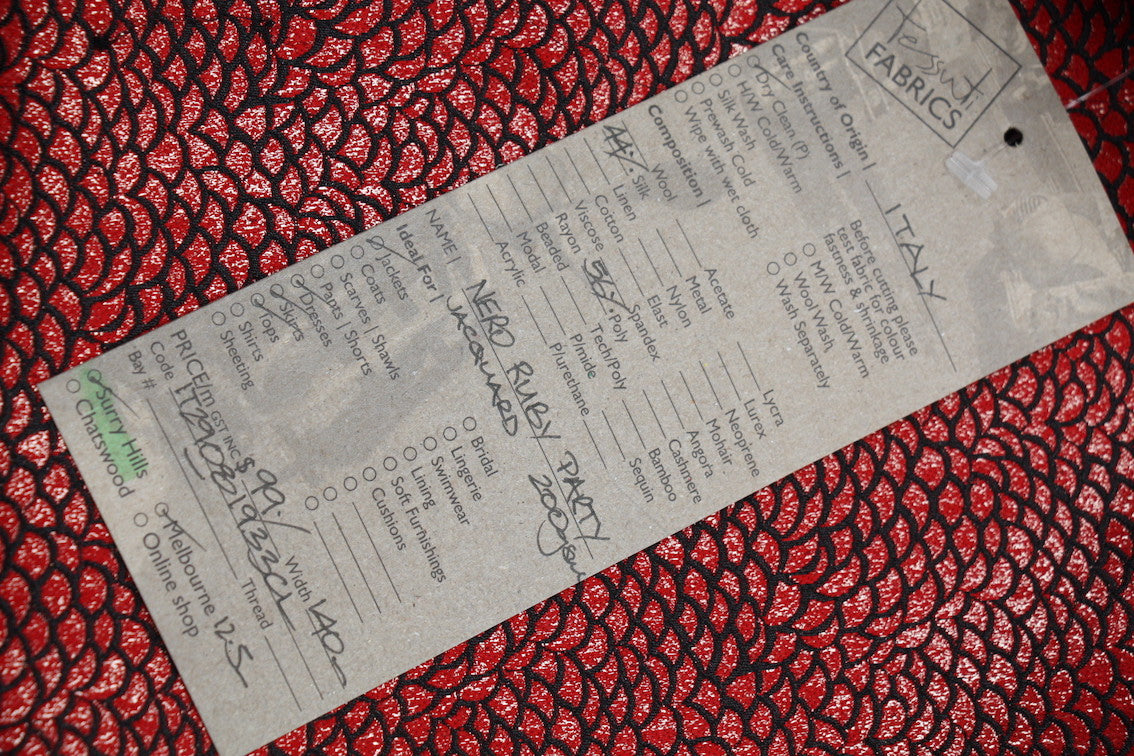 Tessuti
FABRICS
Country of Origin | ITALY
Care Instructions |
Dry Clean (P)
H/W Cold/Warm
Silk Wash
Prewash Cold
Wipe with wet cloth
Before cutting please
test fabric for colour
fastness & shrinkage
M/W Cold/Warm
Wool Wash
Wash Separately
Composition |
Wool
44% Silk
Linen
Cotton
Viscose
Rayon
Beaded
Modal
Acrylic
Acetate
Metal
Nylon
Elast
Spandex
56% Poly
Tech/Poly
P/mide
P/urethane
Lycra
Lurex
Neoprene
Mohair
Angora
Cashmere
Bamboo
Sequin
NAME | NERO RUBY PARTY
JACQUARD 200gsm
Ideal For |
Jackets
Coats
Scarves | Shawls
Pants | Shorts
Dresses
Skirts
Tops
Shirts
Sheeting
Bridal
Lingerie
Swimwear
Lining
Soft Furnishings
Cushions
PRICE/m GST INC $ 99./ Width 140
Code
Bay #
Thread
Surry Hills
Chatswood
Melbourne 12.5
Online shop